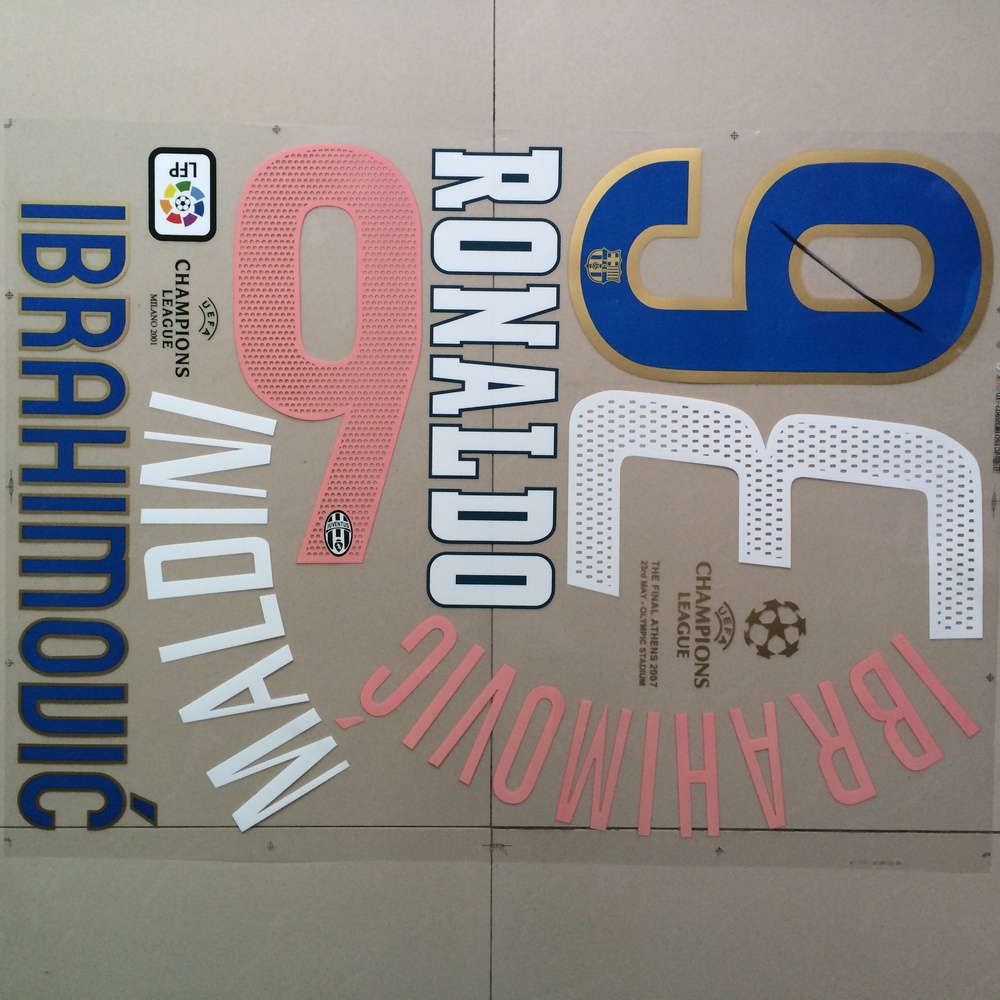 9
RONALDO
9
LFP
IBRAHIMOVIĆ
UEFA
CHAMPIONS
LEAGUE
MILANO 2001
MALDINI
JUVENTUS
3
UEFA
CHAMPIONS
LEAGUE
THE FINAL ATHENS 2007
23rd MAY - OLYMPIC STADIUM
IBRAHIMOVIĆ